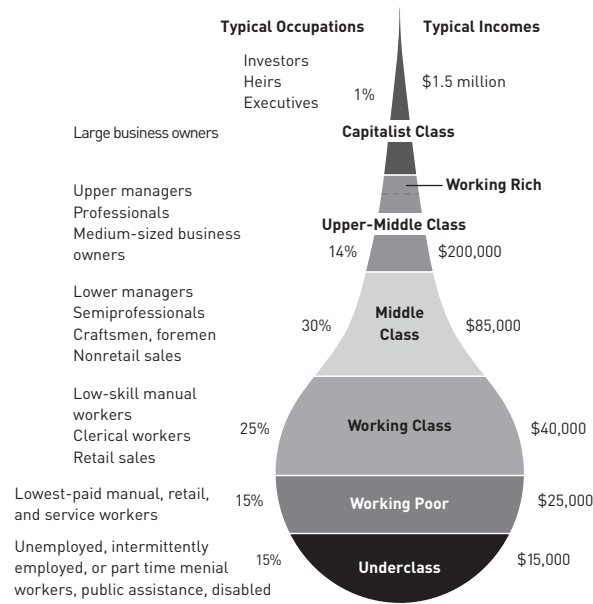 Typical Occupations
Typical Incomes
Investors
Heirs
Executives
1%
$1.5 million
Large business owners
Capitalist Class
Working Rich
Upper managers
Professionals
Medium-sized business
owners
Upper-Middle Class
14%
$200,000
Lower managers
Semiprofessionals
Craftsmen, foremen
Nonretail sales
30%
Middle
Class
$85,000
Low-skill manual
workers
Clerical workers
Retail sales
25%
Working Class
$40,000
Lowest-paid manual, retail,
and service workers
15%
Working Poor
$25,000
Unemployed, intermittently
employed, or part time menial
workers, public assistance, disabled
15%
Underclass
$15,000